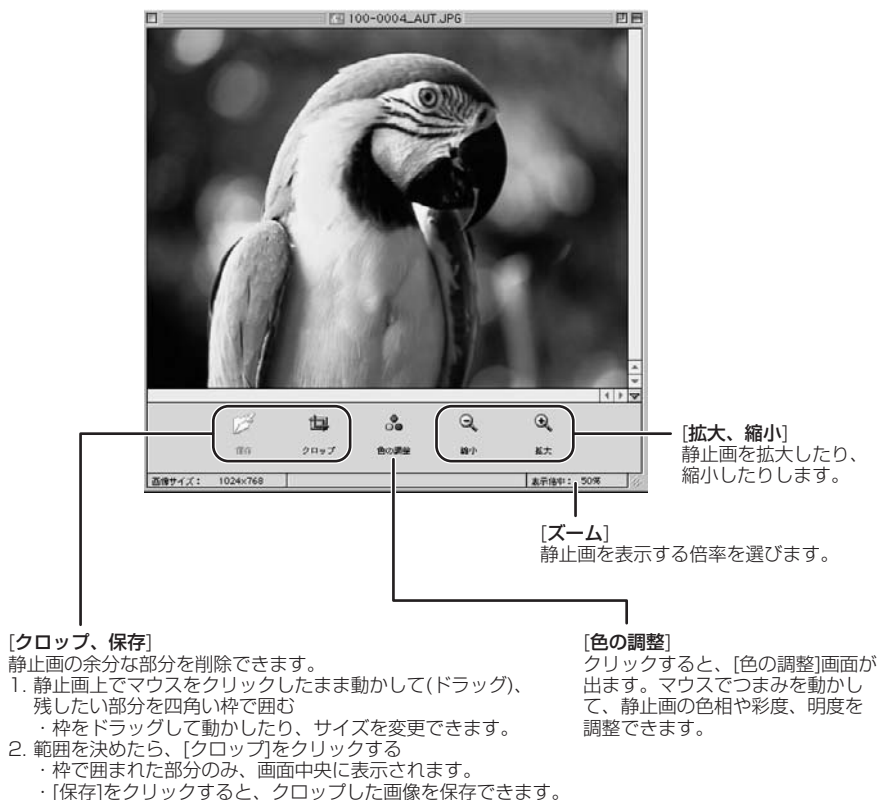 100-0004_AUT.JPG
保存
クロップ
色の調整
縮小
拡大
画像サイズ： 1024×768
表示倍率： 50%
[拡大、縮小]
静止画を拡大したり、
縮小したりします。
[ズーム]
静止画を表示する倍率を選びます。
[クロップ、保存]
静止画の余分な部分を削除できます。
1. 静止画上でマウスをクリックしたまま動かして(ドラッグ)、
残したい部分を四角い枠で囲む
・枠をドラッグして動かしたり、サイズを変更できます。
2. 範囲を決めたら、[クロップ]をクリックする
・枠で囲まれた部分のみ、画面中央に表示されます。
・[保存]をクリックすると、クロップした画像を保存できます。
[色の調整]
クリックすると、[色の調整]画面が
出ます。マウスでつまみを動かし
て、静止画の色相や彩度、明度を
調整できます。